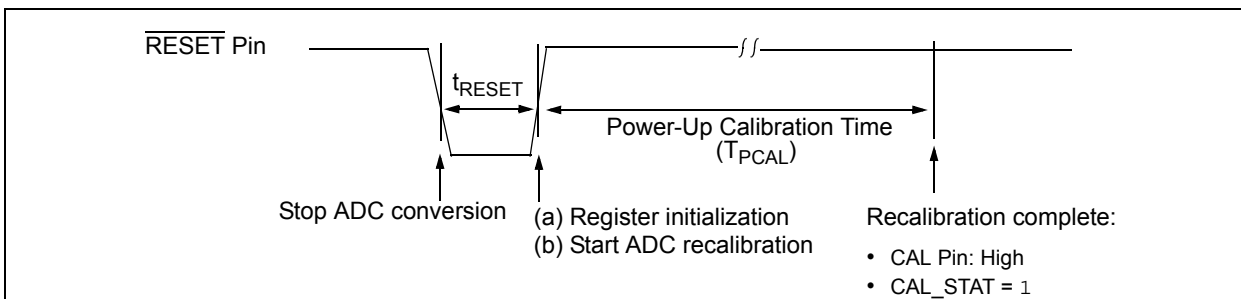 RESET Pin
tRESET
Power-Up Calibration Time
(TPCAL)
Stop ADC conversion
(a) Register initialization
(b) Start ADC recalibration
Recalibration complete:
• CAL Pin: High
• CAL_STAT = 1